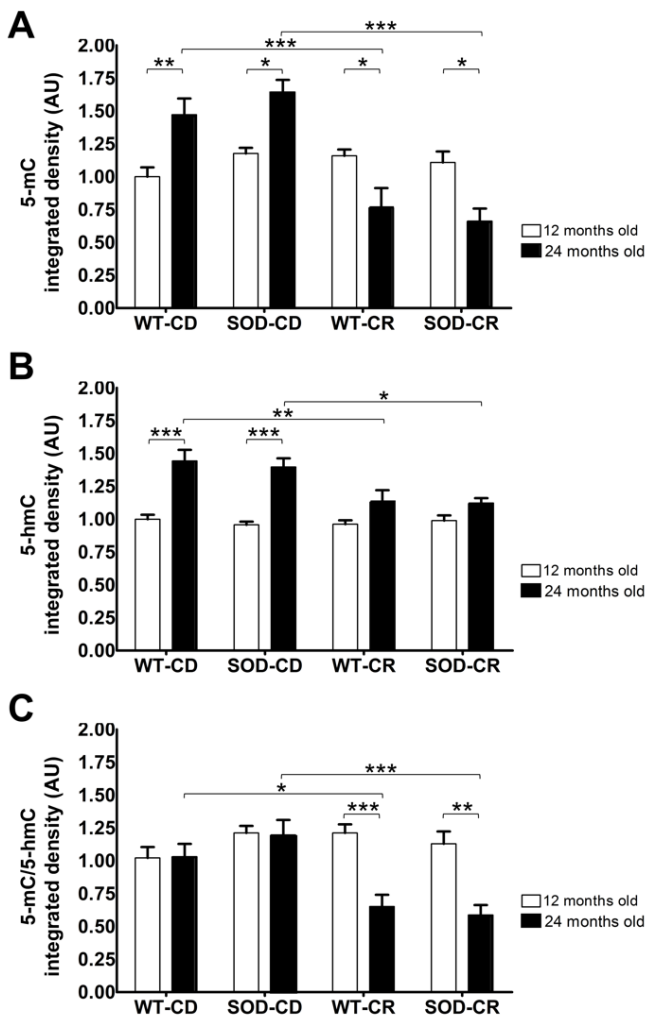 A
5-mC
integrated density (AU)
2.00
1.75
1.50
1.25
1.00
0.75
0.50
0.25
0.00
***
***
** * * *
WT-CD SOD-CD WT-CR SOD-CR
12 months old
24 months old
B
5-hmC
integrated density (AU)
2.00
1.75
1.50
1.25
1.00
0.75
0.50
0.25
0.00
*
**
*** ***
WT-CD SOD-CD WT-CR SOD-CR
12 months old
24 months old
C
5-mC/5-hmC
integrated density (AU)
2.00
1.75
1.50
1.25
1.00
0.75
0.50
0.25
0.00
***
*
*** **
WT-CD SOD-CD WT-CR SOD-CR
12 months old
24 months old